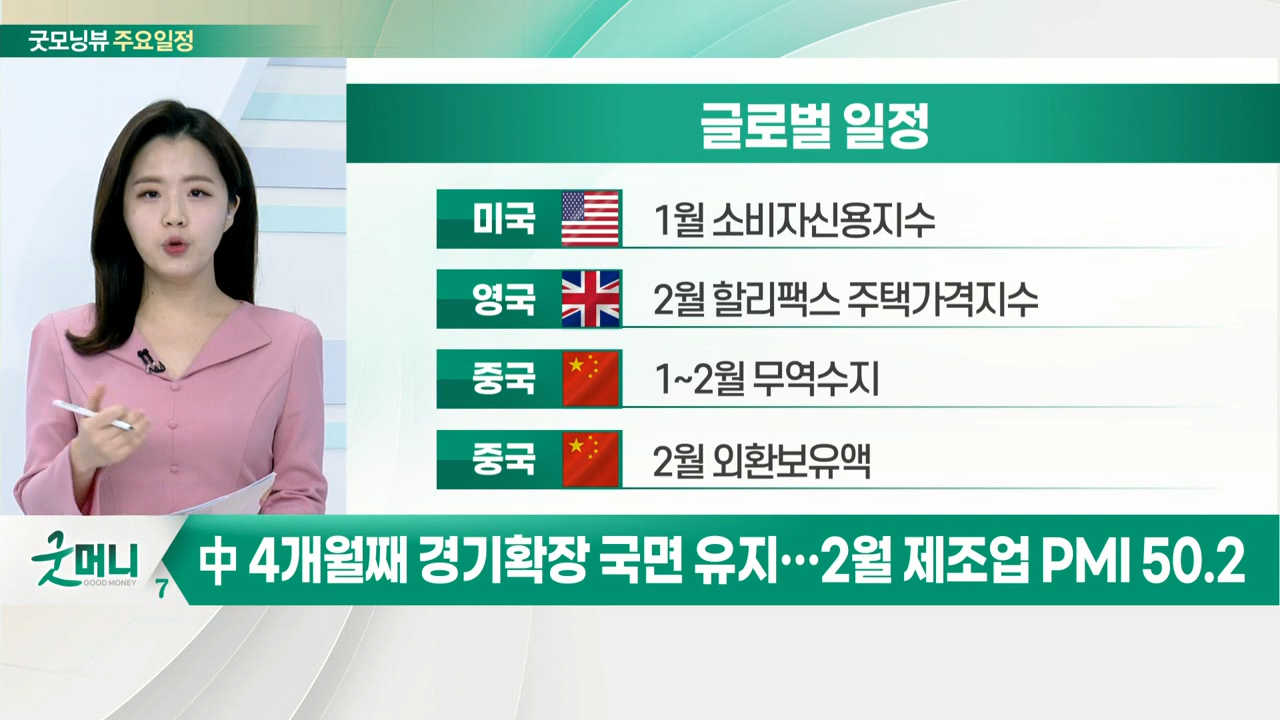 굿모닝뷰 주요일정
글로벌 일정
미국 1월 소비자신용지수
영국 2월 할리팩스 주택가격지수
중국 1~2월 무역수지
중국 2월 외환보유액
굿머니
GOOD MONEY
7
中 4개월째 경기확장 국면 유지…2월 제조업 PMI 50.2